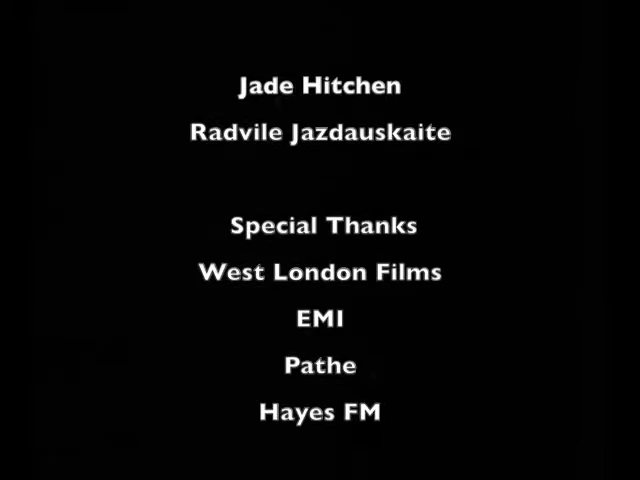 Jade Hitchen
Radvile Jazdauskaite
Special Thanks
West London Films
EMI
Pathe
Hayes FM